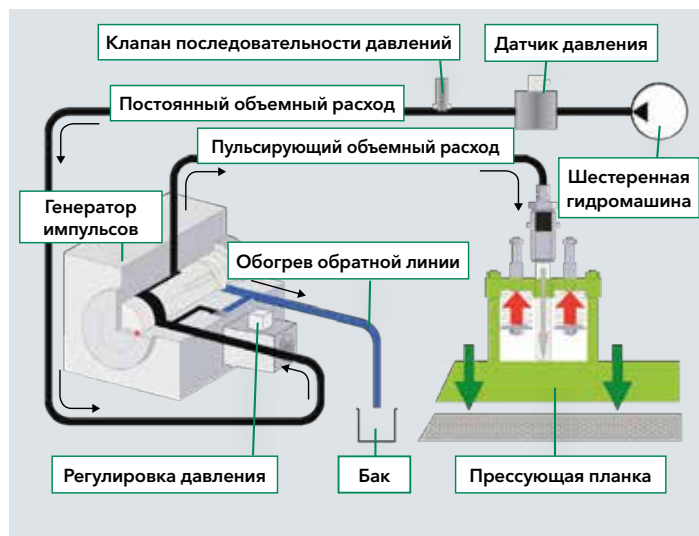 Клапан последовательности давлений
Датчик давления
Постоянный объемный расход
Пульсирующий объемный расход
Шестеренная
гидромашина
Генератор
импульсов
Обогрев обратной линии
Регулировка давления
Бак
Прессующая планка